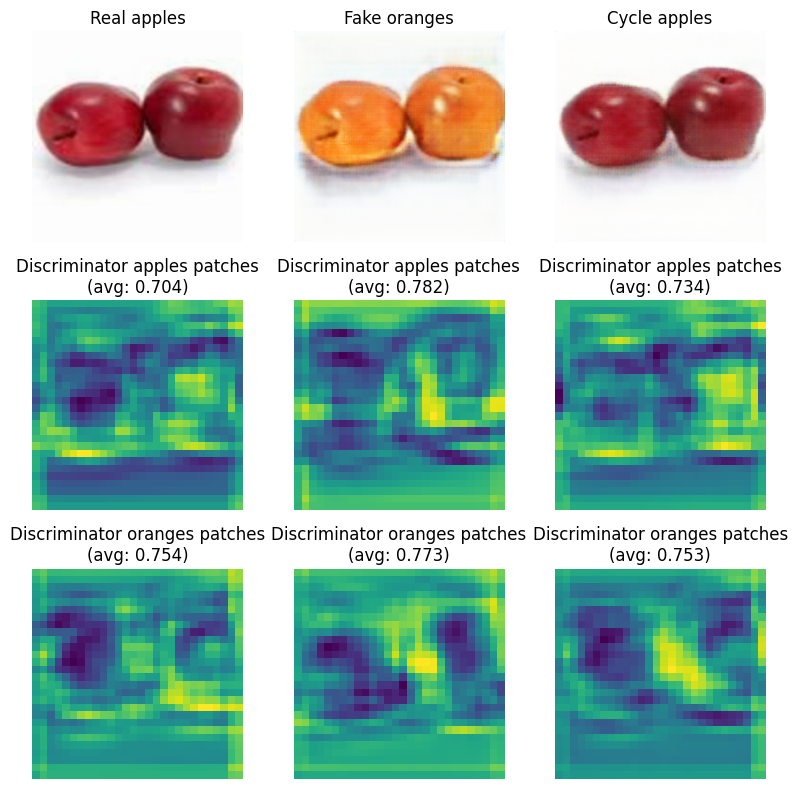 Real apples
Fake oranges
Cycle apples
Discriminator apples patches
(avg: 0.704)
Discriminator apples patches
(avg: 0.782)
Discriminator apples patches
(avg: 0.734)
Discriminator oranges patches
(avg: 0.754)
Discriminator oranges patches
(avg: 0.773)
Discriminator oranges patches
(avg: 0.753)